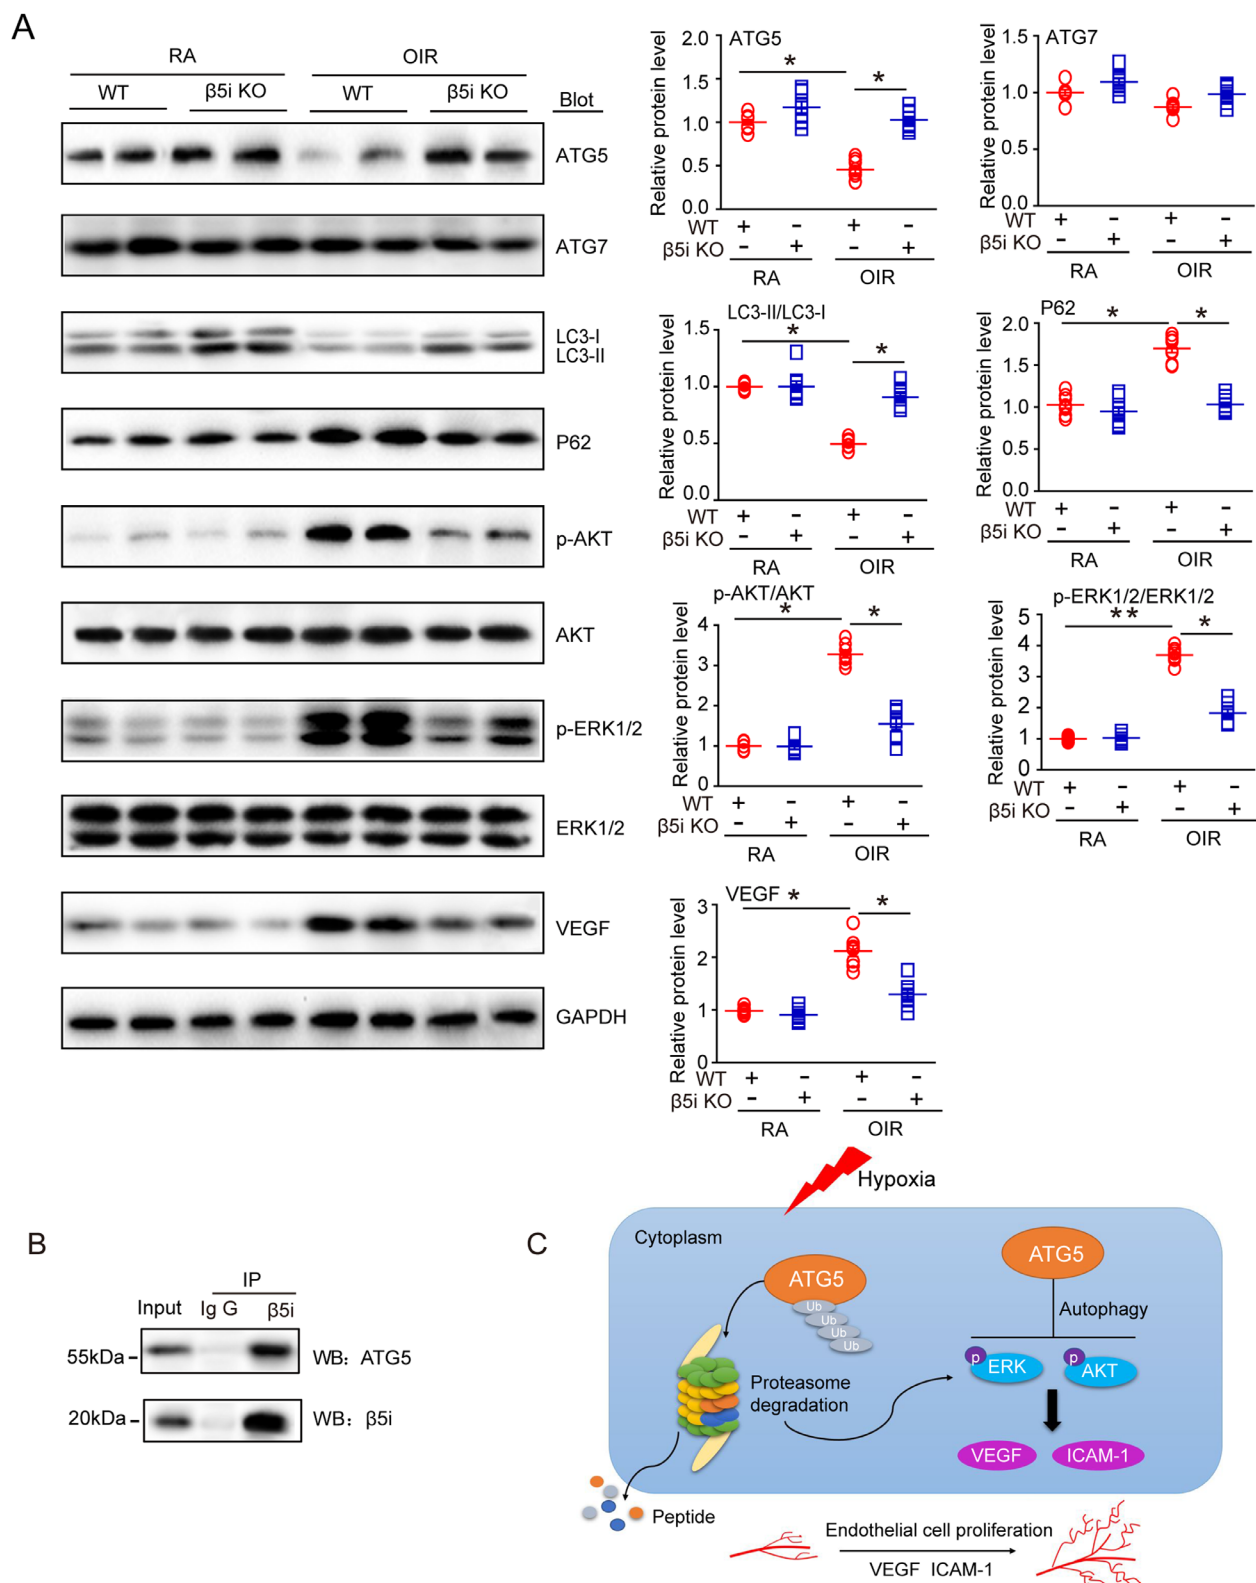 A
RA OIR
WT β5i KO WT β5i KO Blot
ATG5
ATG7
LC3-I
LC3-II
P62
p-AKT
AKT
p-ERK1/2
ERK1/2
VEGF
GAPDH
ATG5
*
*
Relative protein level
2.0
1.5
1.0
0.5
0.0
WT + - + -
β5i KO - + - +
RA OIR
ATG7
Relative protein level
1.5
1.0
0.5
0.0
WT + - + -
β5i KO - + - +
RA OIR
LC3-II/LC3-I
*
*
Relative protein level
1.5
1.0
0.5
0.0
WT + - + -
β5i KO - + - +
RA OIR
P62
* *
Relative protein level
2.0
1.5
1.0
0.5
0.0
WT + - + -
β5i KO - + - +
RA OIR
p-AKT/AKT
* *
Relative protein level
4
3
2
1
0
WT + - + -
β5i KO - + - +
RA OIR
p-ERK1/2/ERK1/2
** *
Relative protein level
5
4
3
2
1
0
WT + - + -
β5i KO - + - +
RA OIR
VEGF * *
Relative protein level
3
2
1
0
WT + - + -
β5i KO - + - +
RA OIR
B
IP
Input Ig G β5i
55kDa WB: ATG5
20kDa WB: β5i
C
Hypoxia
Cytoplasm
ATG5
Ub
Ub
Ub
Ub
ATG5
Autophagy
p ERK p AKT
Proteasome
degradation
VEGF ICAM-1
Peptide
Endothelial cell proliferation
VEGF ICAM-1